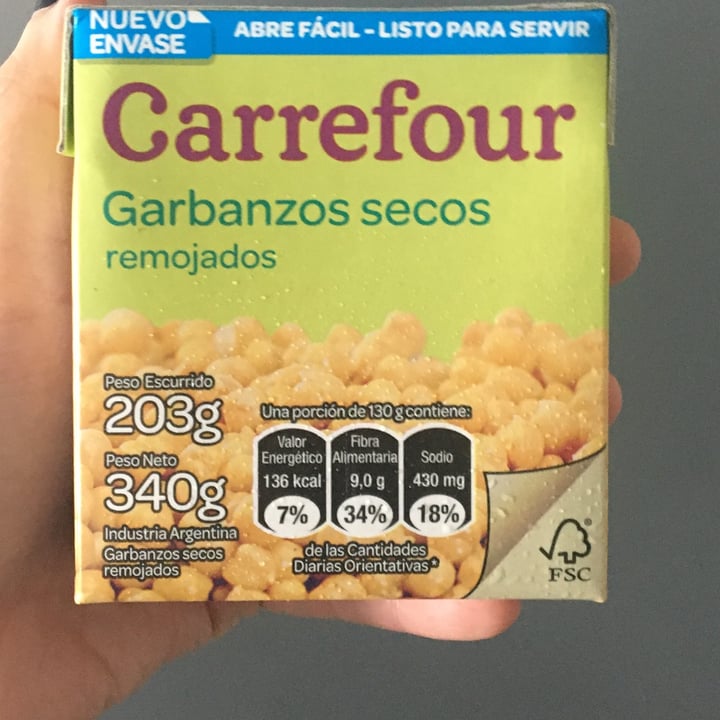 NUEVO
ENVASE
ABRE FÁCIL - LISTO PARA SERVIR
Carrefour
Garbanzos secos
remojados
Peso Escurrido
203g
Peso Neto
340g
Industria Argentina
Garbanzos secos
remojados
Una porción de 130 g contiene:
Valor
Energético
136 kcal
7%
Fibra
Alimentaria
9,0 g
34%
Sodio
430 mg
18%
de las Cantidades
Diarias Orientativas*
®
FSC